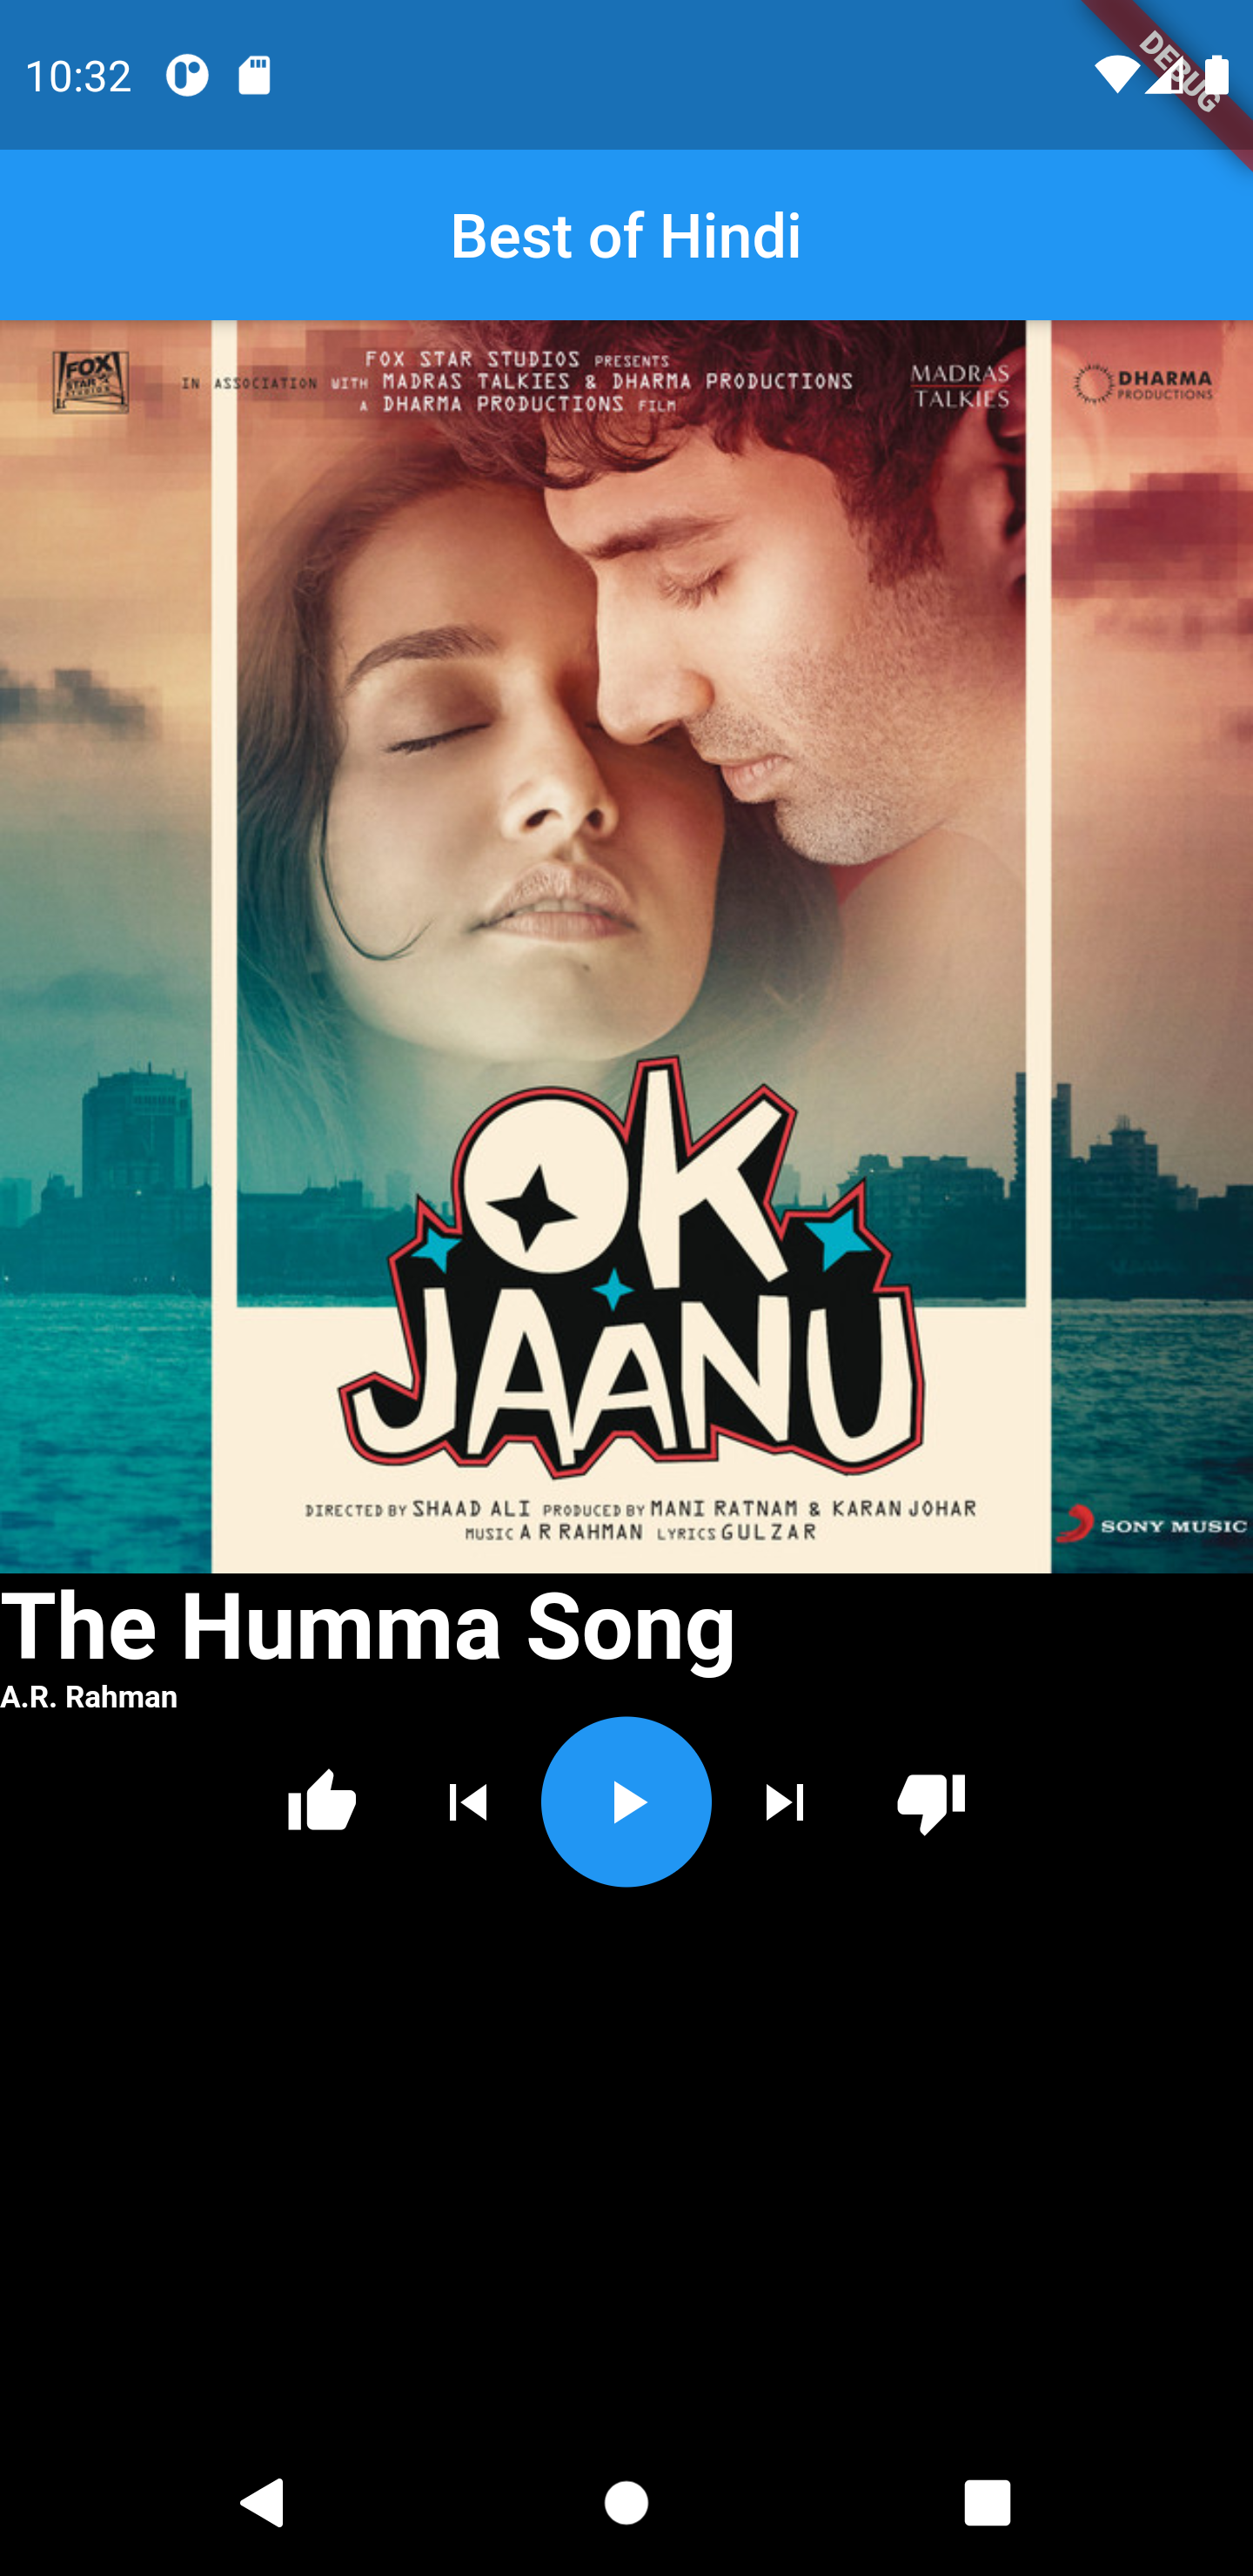 10:32
DEBUG
Best of Hindi
FOX
STAR
STUDIOS
FOX STAR STUDIOS PRESENTS
IN ASSOCIATION WITH MADRAS TALKIES & DHARMA PRODUCTIONS
A DHARMA PRODUCTIONS FILM
MADRAS
TALKIES
DHARMA
PRODUCTIONS
OK
JAANU
DIRECTED BY SHAAD ALI PRODUCED BY MANI RATNAM & KARAN JOHAR
MUSIC A R RAHMAN LYRICS GULZAR
SONY MUSIC
The Humma Song
A.R. Rahman